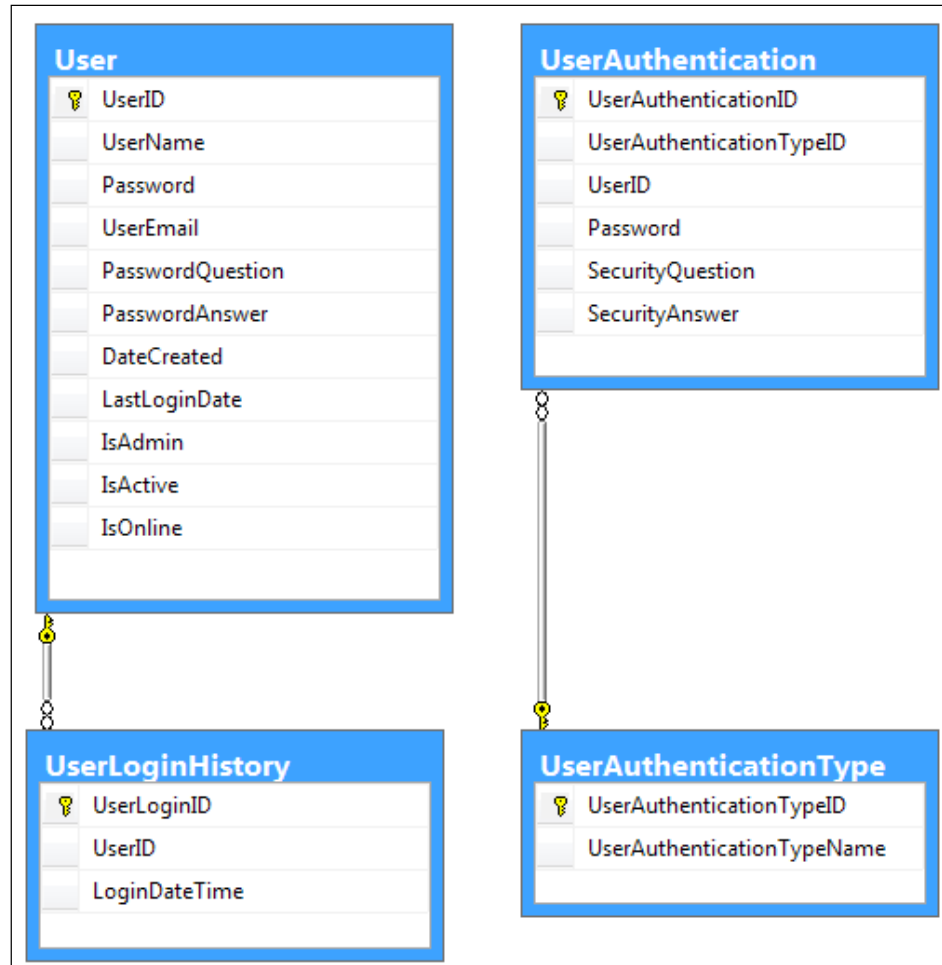 User
UserID
UserName
Password
UserEmail
PasswordQuestion
PasswordAnswer
DateCreated
LastLoginDate
IsAdmin
IsActive
IsOnline
UserAuthentication
UserAuthenticationID
UserAuthenticationTypeID
UserID
Password
SecurityQuestion
SecurityAnswer
UserLoginHistory
UserLoginID
UserID
LoginDateTime
UserAuthenticationType
UserAuthenticationTypeID
UserAuthenticationTypeName